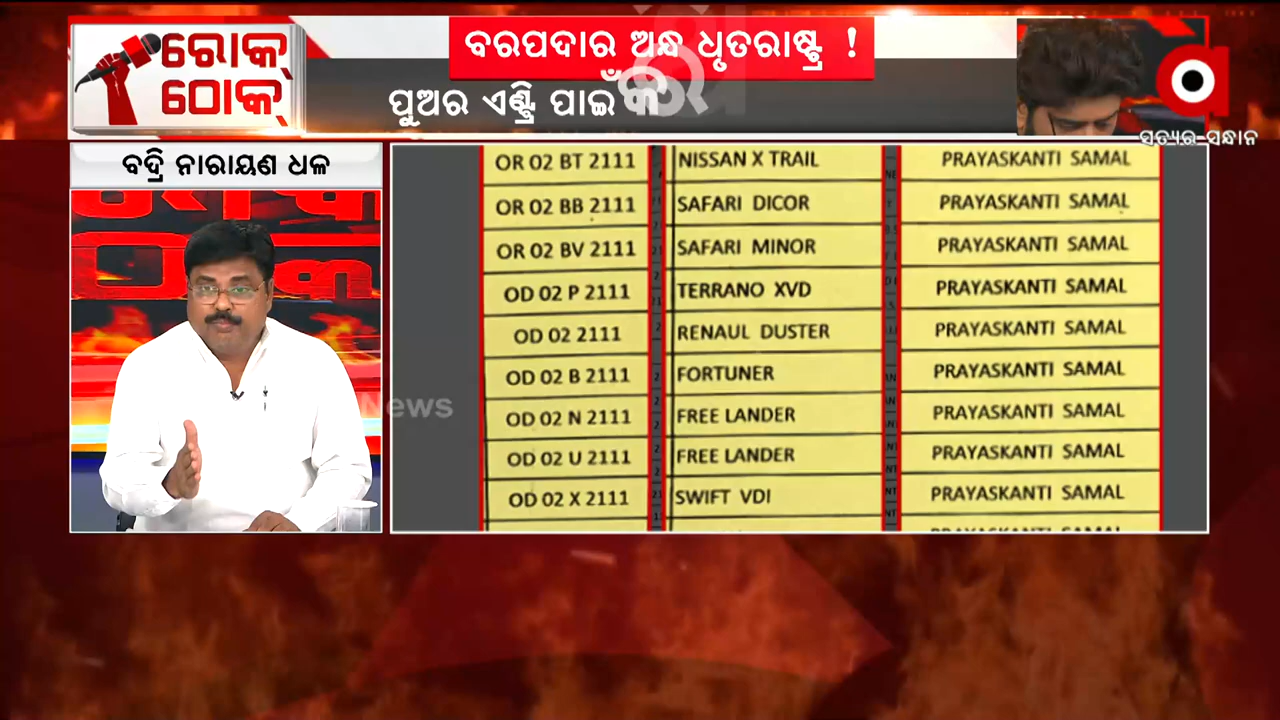 ରୋକ୍
ଠୋକ୍
ବରପଦାର ଅନ୍ଧ ଧୃତରାଷ୍ଟ୍ର !
ପୁଅର ଏଣ୍ଟ୍ରି ପାଇଁ
ସତ୍ୟର ସନ୍ଧାନ
ବଦ୍ରି ନାରାୟଣ ଧଳ
OR 02 BT 2111 NISSAN X TRAIL PRAYASKANTI SAMAL
OR 02 BB 2111 SAFARI DICOR PRAYASKANTI SAMAL
OR 02 BV 2111 SAFARI MINOR PRAYASKANTI SAMAL
OD 02 P 2111 TERRANO XVD PRAYASKANTI SAMAL
OD 02 2111 RENAUL DUSTER PRAYASKANTI SAMAL
OD 02 B 2111 FORTUNER PRAYASKANTI SAMAL
OD 02 N 2111 FREE LANDER PRAYASKANTI SAMAL
OD 02 U 2111 FREE LANDER PRAYASKANTI SAMAL
OD 02 X 2111 SWIFT VDI PRAYASKANTI SAMAL
News